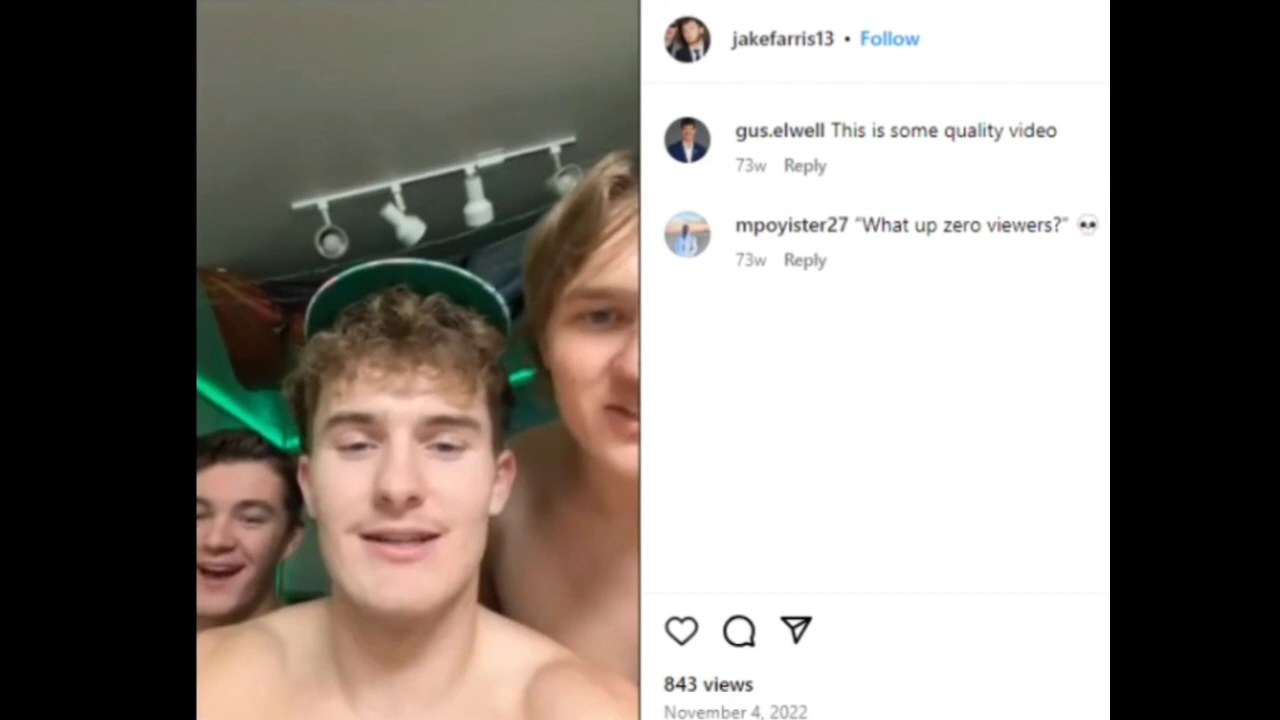 jakefarris13 • Follow
gus.elwell This is some quality video
73w Reply
mpoyister27 “What up zero viewers?” 💀
73w Reply
843 views
November 4, 2022